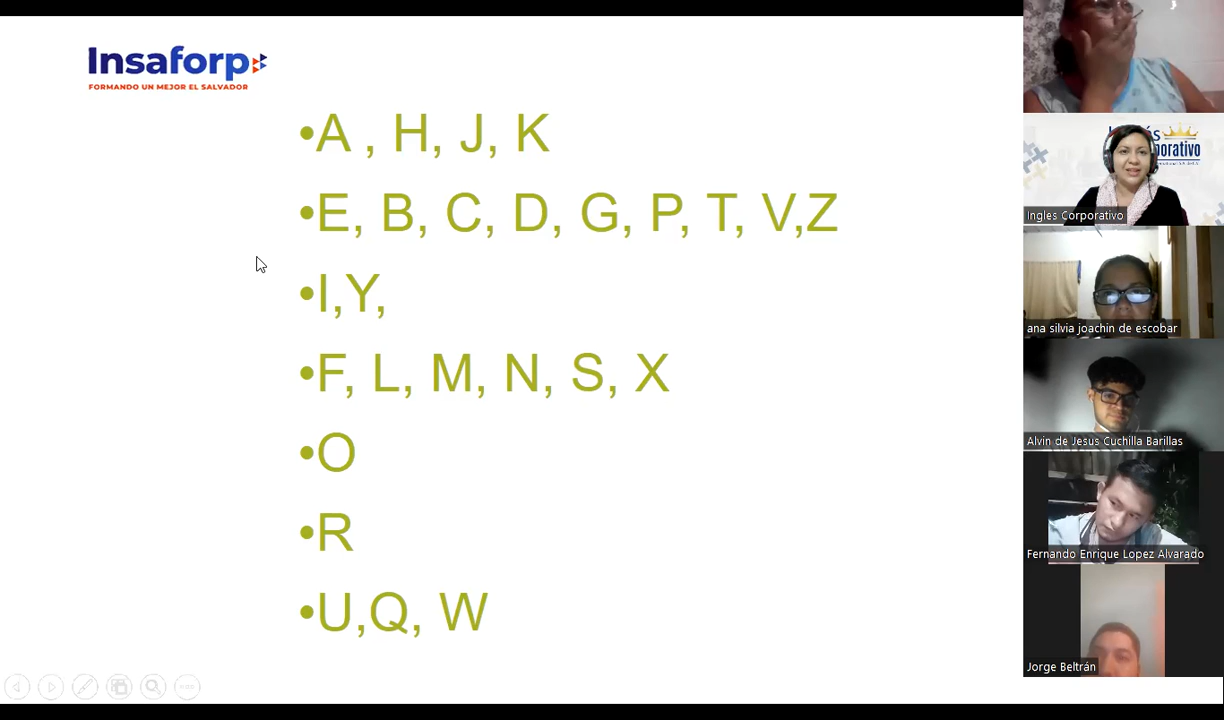 Insaforp
FORMANDO UN MEJOR EL SALVADOR
•A , H, J, K
•E, B, C, D, G, P, T, V,Z
•I,Y,
•F, L, M, N, S, X
•O
•R
•U,Q, W
Ingles Corporativo
ana silvia joachin de escobar
Alvin de Jesus Cuchilla Barillas
Fernando Enrique Lopez Alvarado
Jorge Beltrán